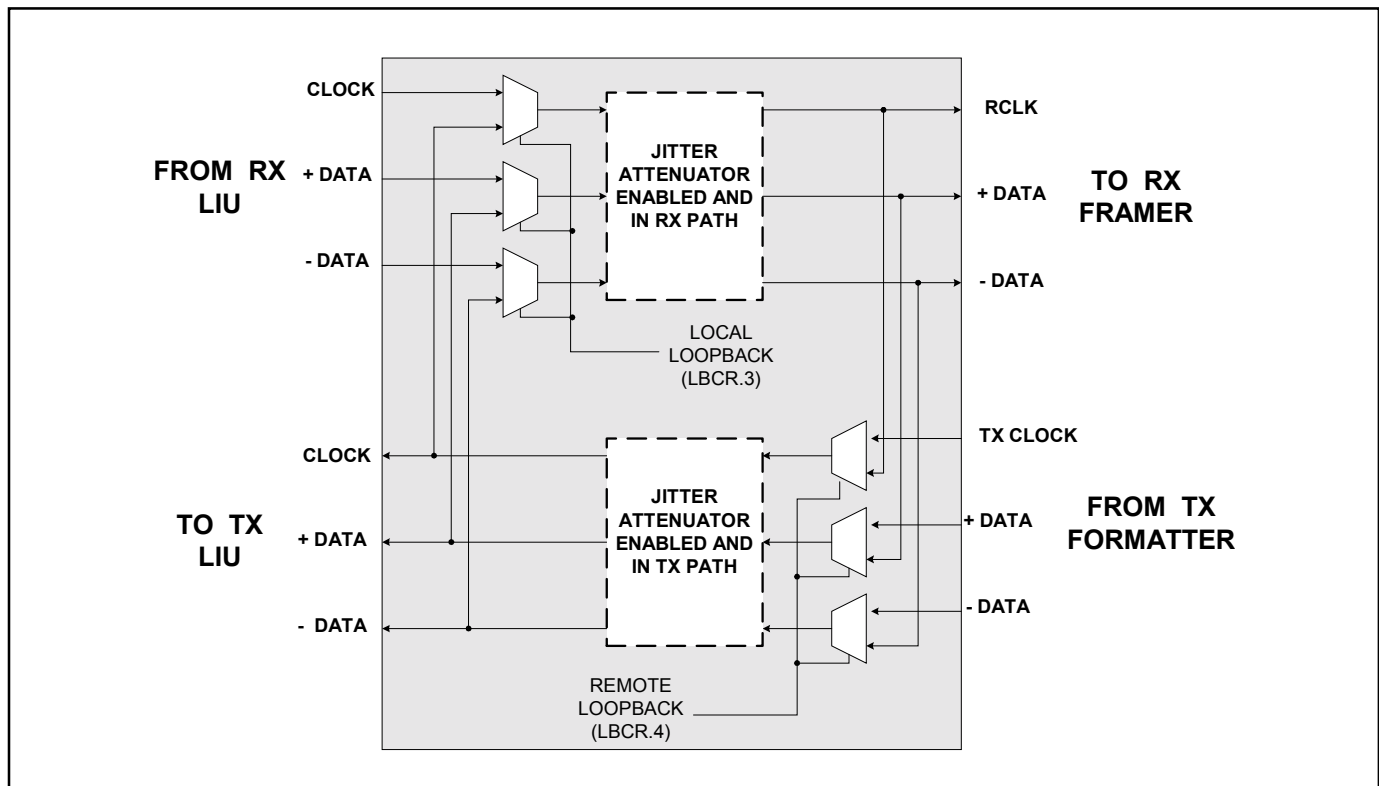 CLOCK
RCLK
FROM RX
LIU
+ DATA
- DATA
JITTER
ATTENUATOR
ENABLED AND
IN RX PATH
+ DATA
- DATA
TO RX
FRAMER
LOCAL
LOOPBACK
(LBCR.3)
CLOCK
TX CLOCK
TO TX
LIU
+ DATA
- DATA
JITTER
ATTENUATOR
ENABLED AND
IN TX PATH
+ DATA
- DATA
FROM TX
FORMATTER
REMOTE
LOOPBACK
(LBCR.4)